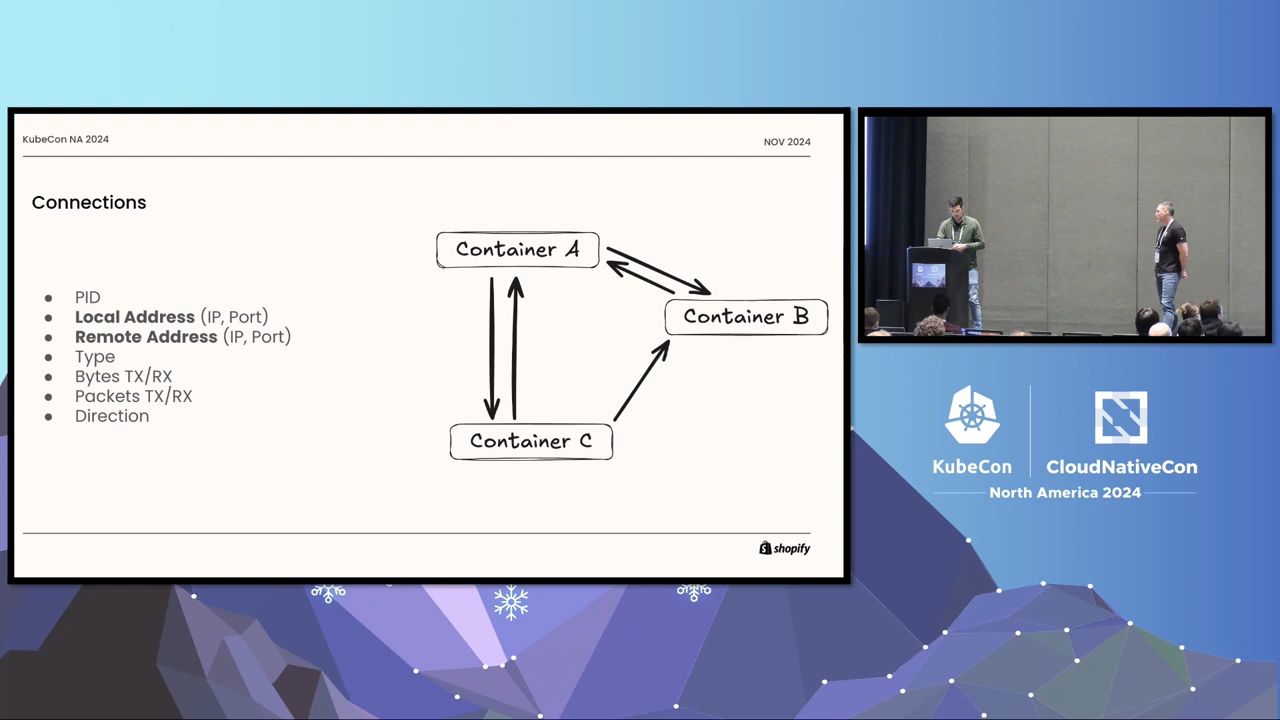 KubeCon NA 2024
NOV 2024
Connections
● PID
● Local Address (IP, Port)
● Remote Address (IP, Port)
● Type
● Bytes TX/RX
● Packets TX/RX
● Direction
Container A
Container B
Container C
shopify
KubeCon
CloudNativeCon
North America 2024